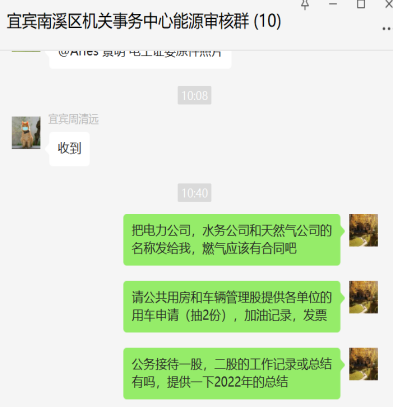 宜宾南溪区机关事务中心能源审核群 (10)
@Aries 景明 电工证要原件照片
10:08
宜宾周清远
收到
10:40
把电力公司，水务公司和天然气公司的
名称发给我，燃气应该有合同吧
请公共用房和车辆管理股提供各单位的
用车申请（抽2份），加油记录，发票
公务接待一股，二股的工作记录或总结
有吗，提供一下2022年的总结